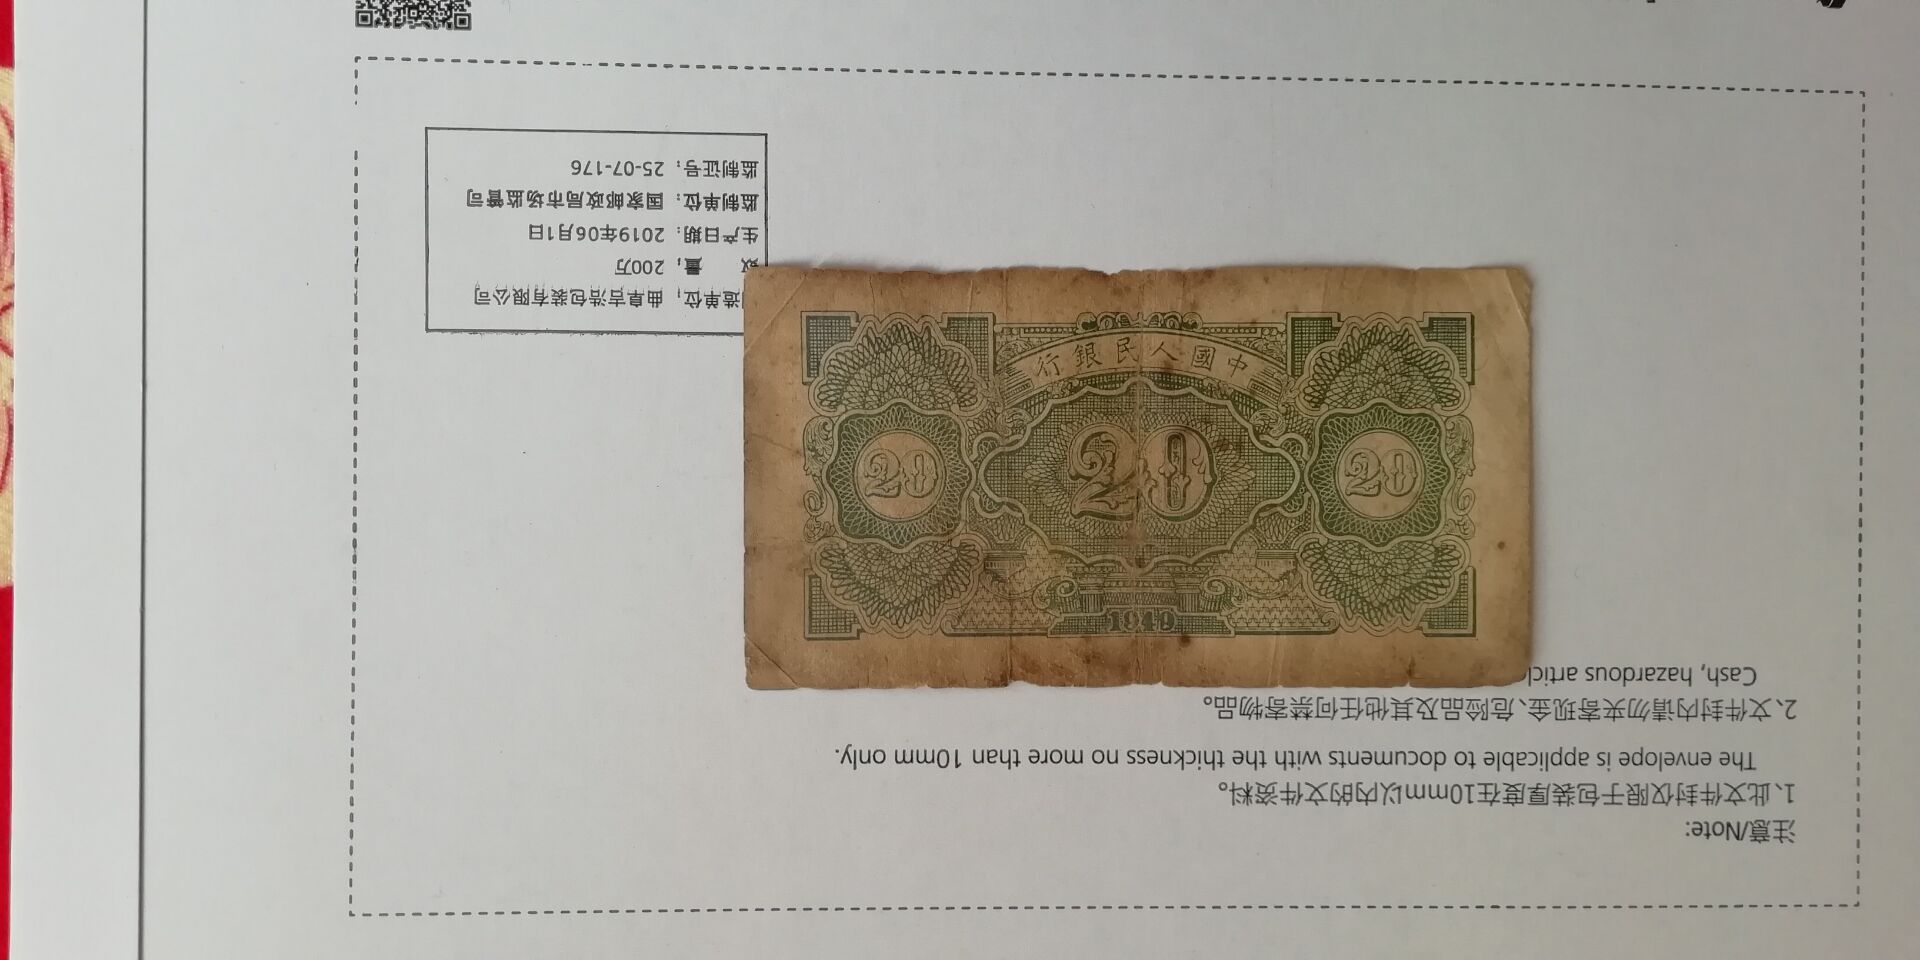 中國人民銀行
20
20
20
1949
注意/Note:
1、此文件封仅限于包装厚度在10mm以内的文件资料。
The envelope is applicable to documents with the thickness no more than 10mm only.
2、文件封内请勿夹寄现金、危险品及其他任何禁寄物品。
Cash, hazardous articl
造单位，曲阜吉浩包装有限公司
数 量，200万
生产日期：2019年06月1日
监制单位：国家邮政局市场监管司
监制证号：25-07-176